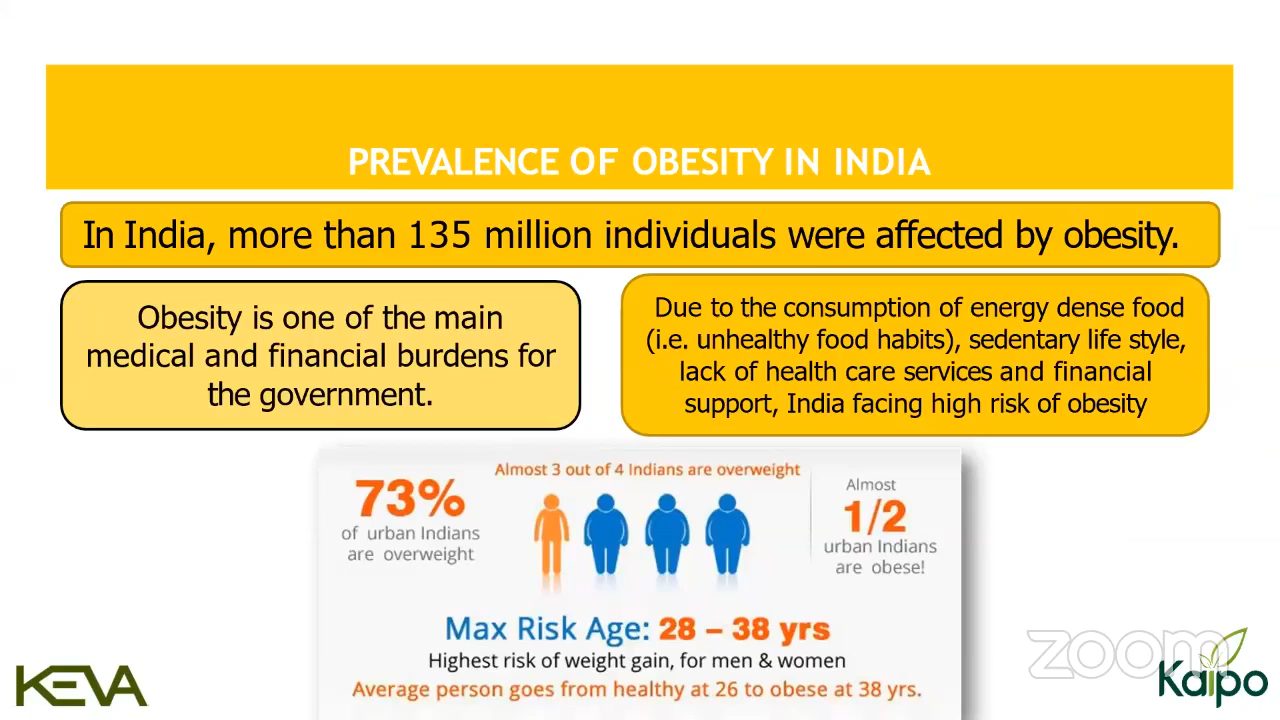 PREVALENCE OF OBESITY IN INDIA
In India, more than 135 million individuals were affected by obesity.
Obesity is one of the main
medical and financial burdens for
the government.
Due to the consumption of energy dense food
(i.e. unhealthy food habits), sedentary life style,
lack of health care services and financial
support, India facing high risk of obesity
Almost 3 out of 4 Indians are overweight
73%
of urban Indians
are overweight
Almost
1/2
urban Indians
are obese!
Max Risk Age: 28 – 38 yrs
Highest risk of weight gain, for men & women
Average person goes from healthy at 26 to obese at 38 yrs.
KEVA
zoom
Kaipo